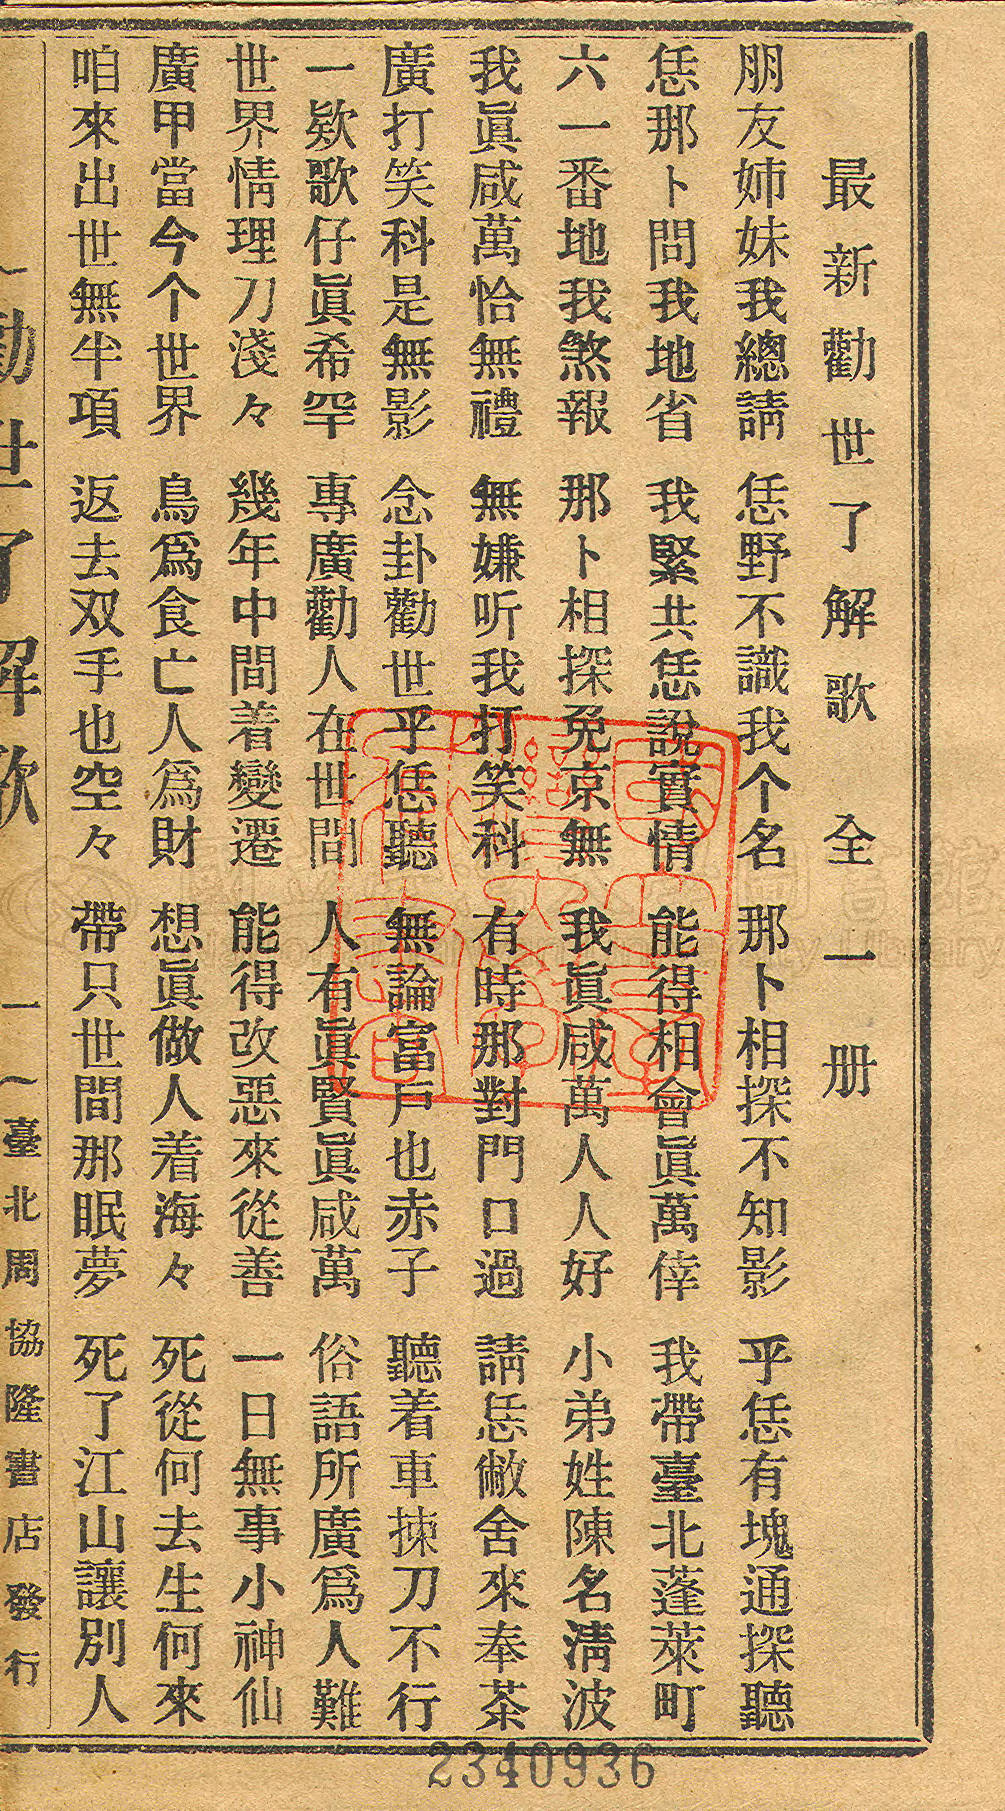 最新勸世了解歌 全一册
朋友姉妹我總請 恁野不識我个名 那卜相探不知影 乎恁有塊通探聽
恁那卜問我地省 我緊共恁說實情 能得相會眞萬倖 我帶臺北蓬萊町
六一番地我煞報 那卜相探免京無 我眞咸萬人人好 小弟姓陳名淸波
我眞咸萬恰無禮 無嫌听我打笑科 有時那對門口過 請恁敝舍來奉茶
廣打笑科是無影 念卦勸世乎恁聽 無論富戶也赤子 聽着車拣刀不行
一欵歌仔眞希罕 專廣勸人在世間 人有眞賢眞咸萬 俗語所廣爲人難
世界情理刀淺々 幾年中間着變遷 能得改惡來從善 一日無事小神仙
廣甲當今个世界 鳥爲食亡人爲財 想眞做人着海々 死從何去生何來
咱來出世無半項 返去双手也空々 帶只世間那眠夢 死了江山讓別人
勸世了解歌 一 臺北周協隆書店發行
2340936